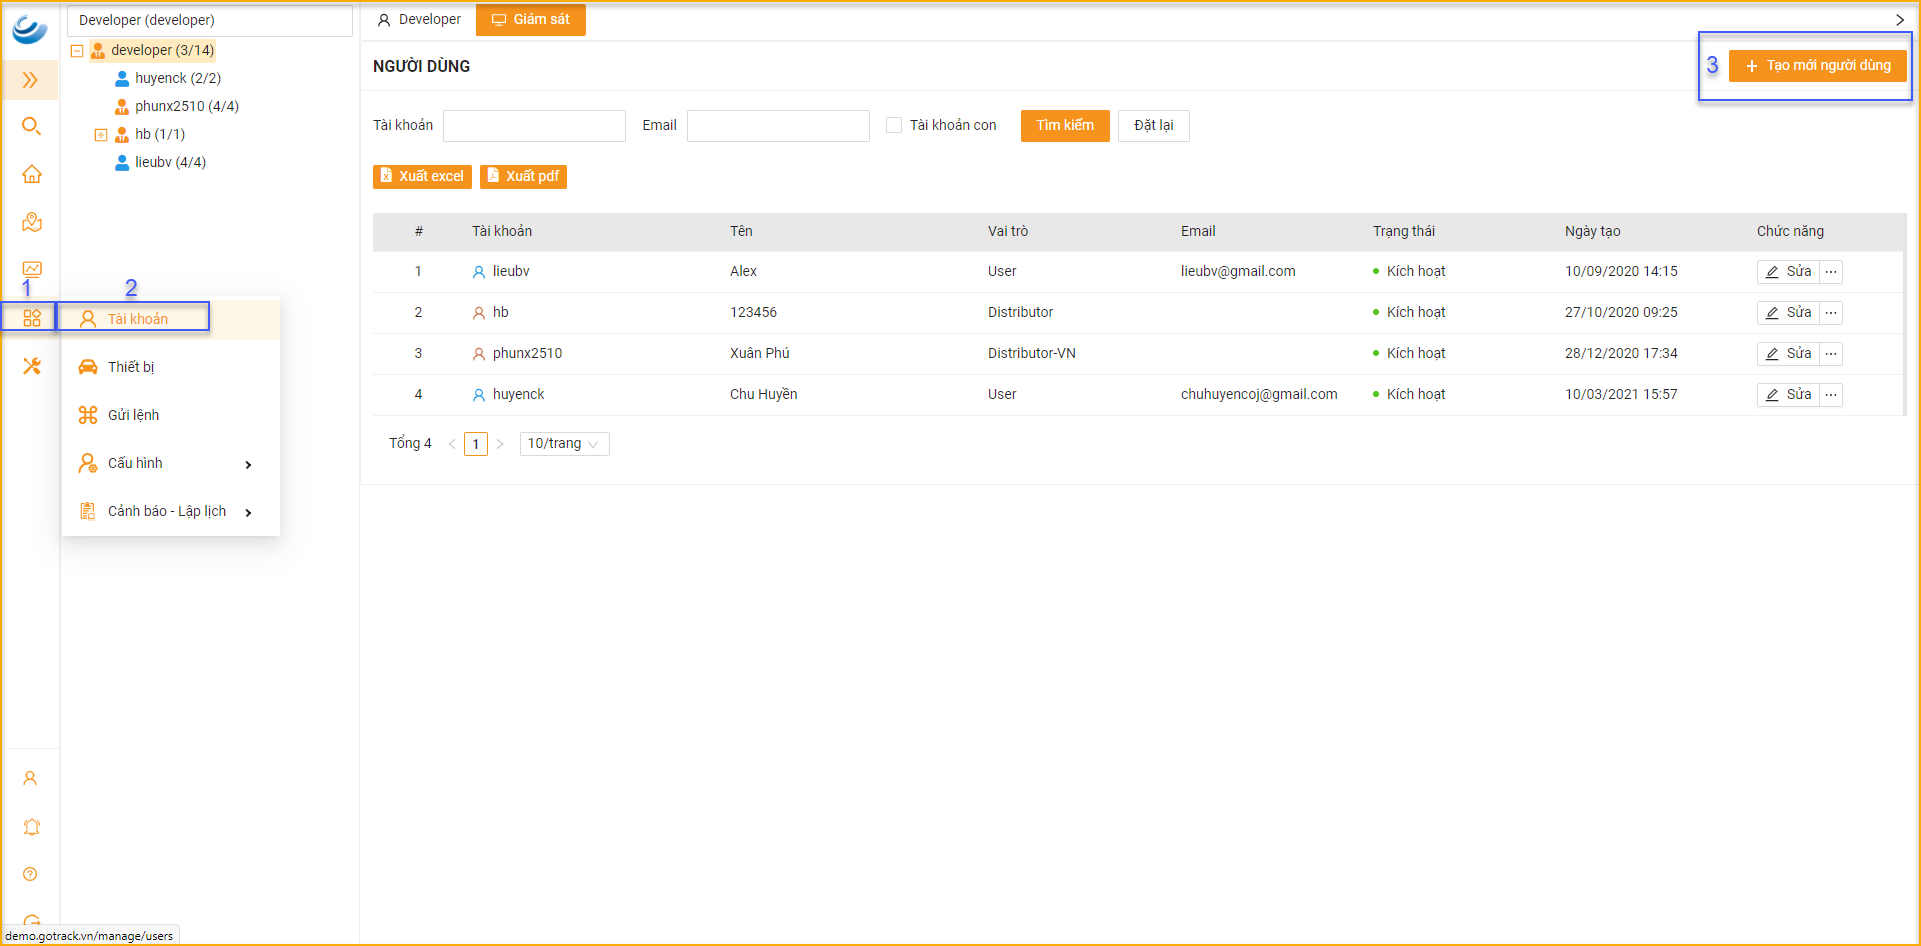 Developer (developer)
developer (3/14)
huyenck (2/2)
phunx2510 (4/4)
hb (1/1)
lieubv (4/4)
1
2
Tài khoản
Thiết bị
Gửi lệnh
Cấu hình
Cảnh báo - Lập lịch
Developer
Giám sát
NGƯỜI DÙNG
3
Tạo mới người dùng
Tài khoản
Email
Tài khoản con
Tìm kiếm
Đặt lại
Xuất excel
Xuất pdf
# Tài khoản Tên Vai trò Email Trạng thái Ngày tạo Chức năng
1 lieubv Alex User lieubv@gmail.com Kích hoạt 10/09/2020 14:15 Sửa ...
2 hb 123456 Distributor Kích hoạt 27/10/2020 09:25 Sửa ...
3 phunx2510 Xuân Phú Distributor-VN Kích hoạt 28/12/2020 17:34 Sửa ...
4 huyenck Chu Huyền User chuhuyencoj@gmail.com Kích hoạt 10/03/2021 15:57 Sửa ...
Tổng 4 < 1 > 10/trang
demo.gotrack.vn/manage/users